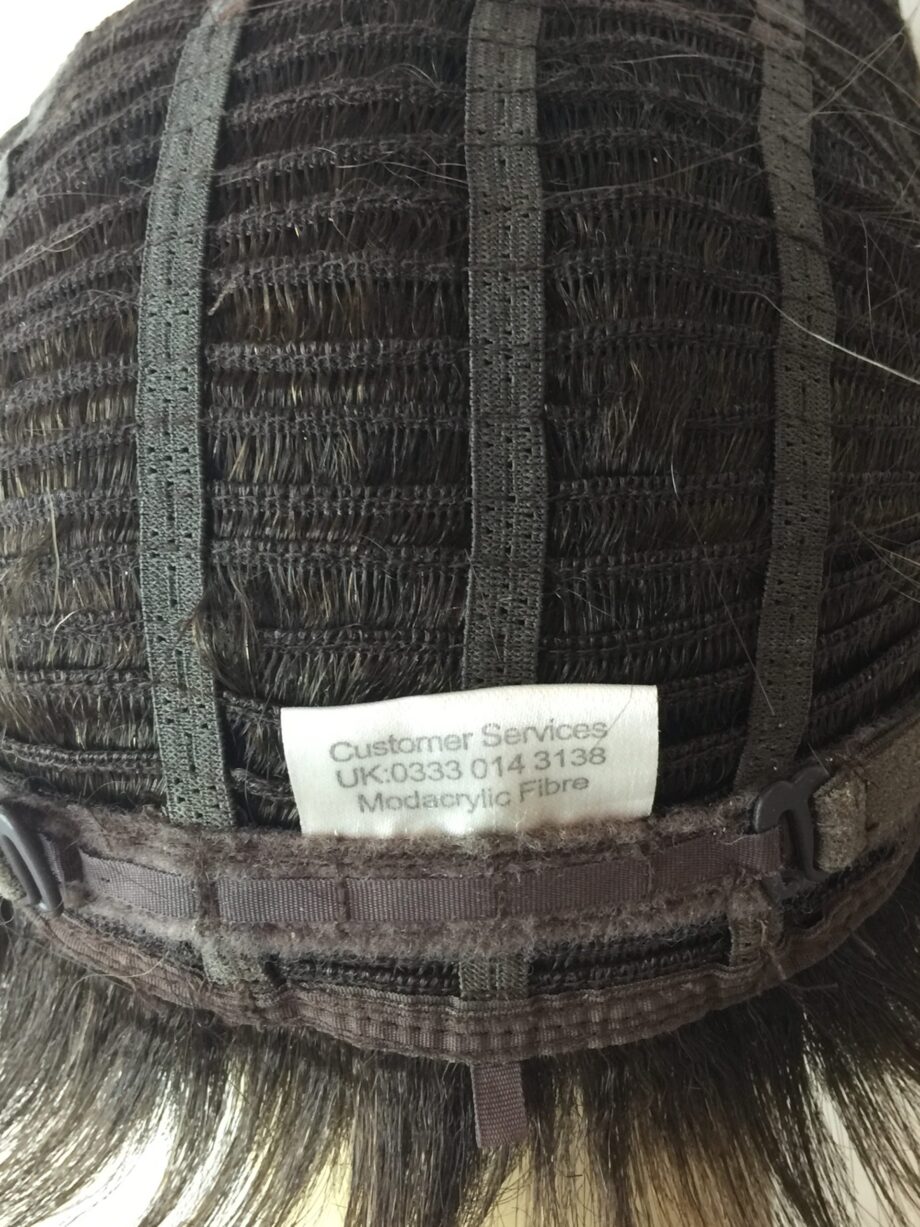 Customer Services
UK:0333 014 3138
Modacrylic Fibre